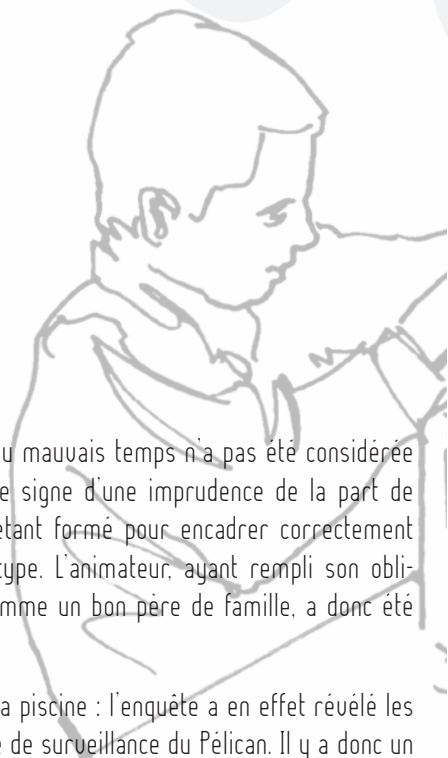 u mauvais temps n'a pas été considérée
e signe d'une imprudence de la part de
étant formé pour encadrer correctement
type. L'animateur, ayant rempli son obli-
omme un bon père de famille, a donc été
a piscine : l'enquête a en effet révélé les
e de surveillance du Pélican. Il y a donc un